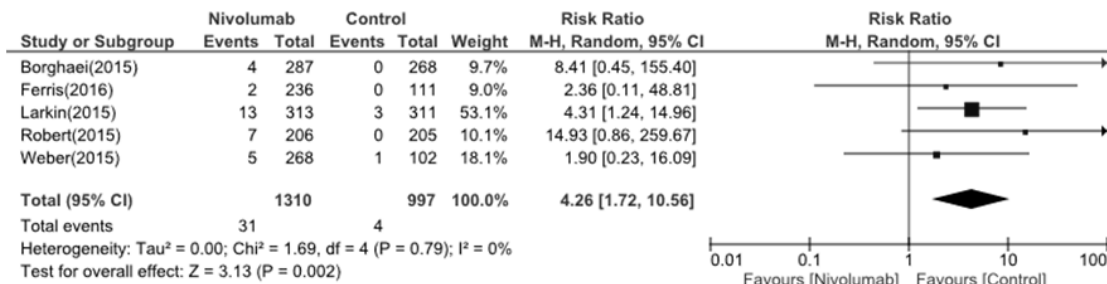 Nivolumab Control Risk Ratio Risk Ratio
Study or Subgroup Events Total Events Total Weight M-H, Random, 95% CI M-H, Random, 95% CI
Borghaei(2015) 4 287 0 268 9.7% 8.41 [0.45, 155.40]
Ferris(2016) 2 236 0 111 9.0% 2.36 [0.11, 48.81]
Larkin(2015) 13 313 3 311 53.1% 4.31 [1.24, 14.96]
Robert(2015) 7 206 0 205 10.1% 14.93 [0.86, 259.67]
Weber(2015) 5 268 1 102 18.1% 1.90 [0.23, 16.09]
Total (95% CI) 1310 997 100.0% 4.26 [1.72, 10.56]
Total events 31 4
Heterogeneity: Tau² = 0.00; Chi² = 1.69, df = 4 (P = 0.79); I² = 0%
Test for overall effect: Z = 3.13 (P = 0.002)
0.01 0.1 1 10 100
Favours [Nivolumab] Favours [Control]